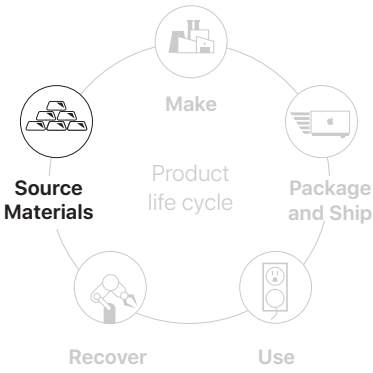 Make
Source
Materials
Product
life cycle
Package
and Ship
Recover
Use